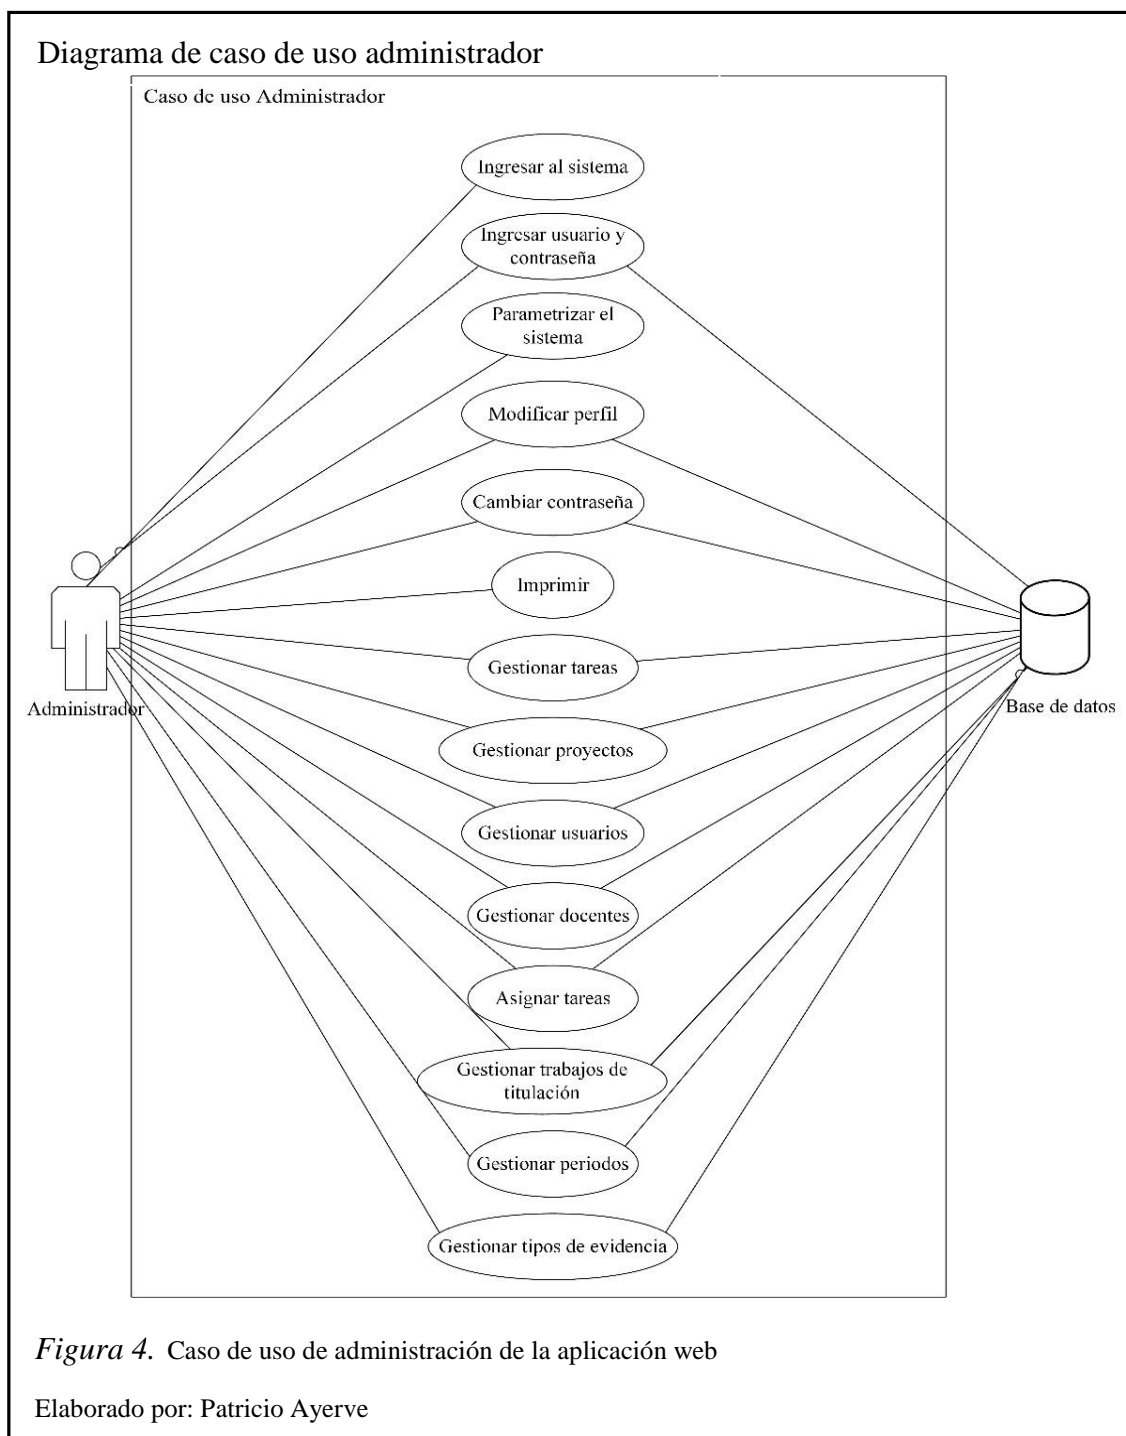 Diagrama de caso de uso administrador
Caso de uso Administrador
Ingresar al sistema
Ingresar usuario y
contraseña
Parametrizar el
sistema
Modificar perfil
Cambiar contraseña
Imprimir
Gestionar tareas
Administrador
Base de datos
Gestionar proyectos
Gestionar usuarios
Gestionar docentes
Asignar tareas
Gestionar trabajos de
titulación
Gestionar periodos
Gestionar tipos de evidencia
Figura 4. Caso de uso de administración de la aplicación web
Elaborado por: Patricio Ayerve